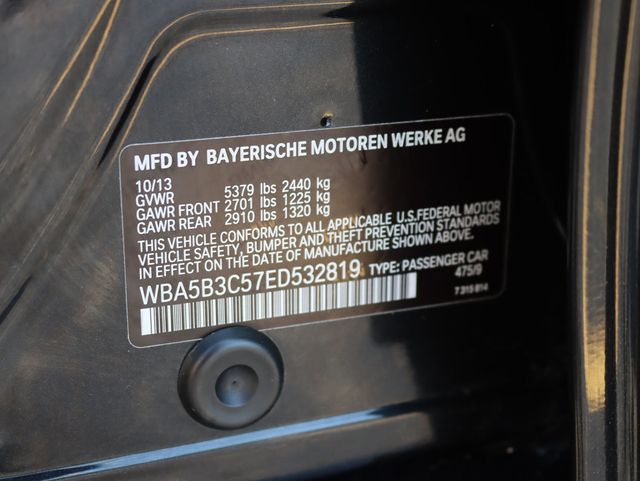 MFD BY BAYERISCHE MOTOREN WERKE AG
10/13
GVWR 5379 lbs 2440 kg
GAWR FRONT 2701 lbs 1225 kg
GAWR REAR 2910 lbs 1320 kg
THIS VEHICLE CONFORMS TO ALL APPLICABLE U.S.FEDERAL MOTOR
VEHICLE SAFETY, BUMPER AND THEFT PREVENTION STANDARDS
IN EFFECT ON THE DATE OF MANUFACTURE SHOWN ABOVE.
WBA5B3C57ED532819 TYPE: PASSENGER CAR
475/9
7 315 814